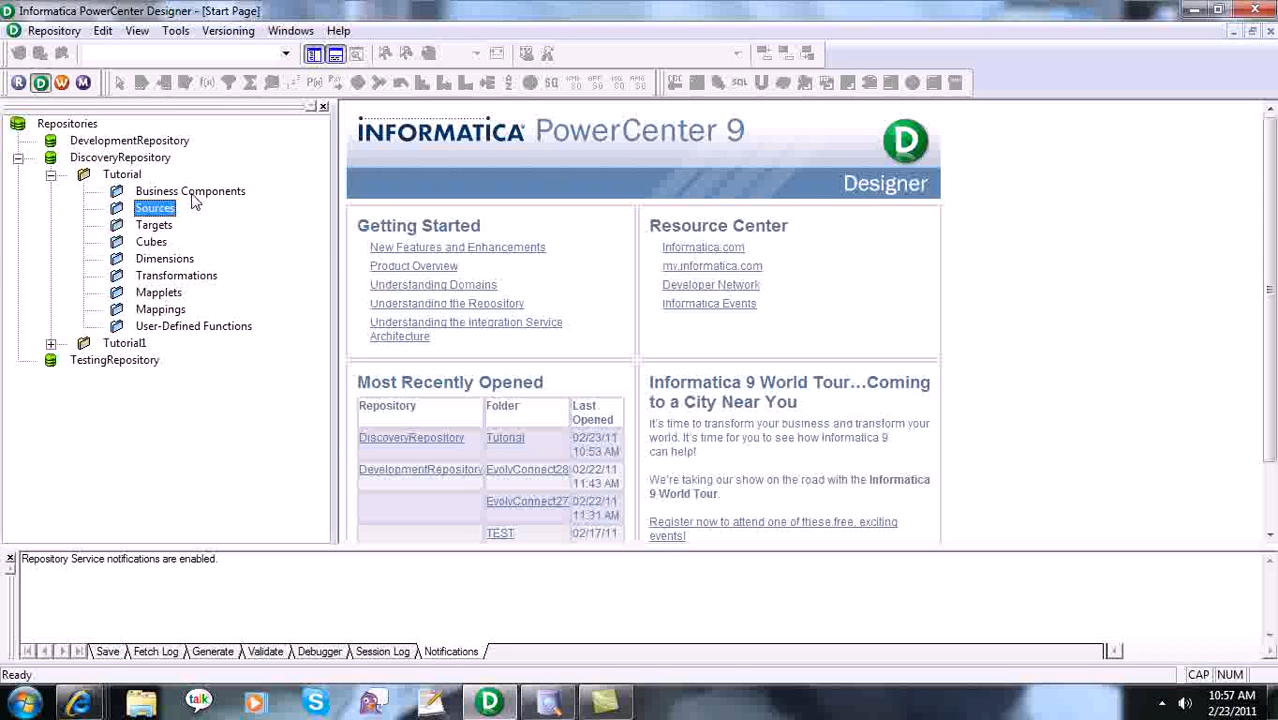 Informatica PowerCenter Designer - [Start Page]
Repository Edit View Tools Versioning Windows Help
R D W M
Repositories
DevelopmentRepository
DiscoveryRepository
Tutorial
Business Components
Sources
Targets
Cubes
Dimensions
Transformations
Mapplets
Mappings
User-Defined Functions
Tutorial1
TestingRepository
INFORMATICA PowerCenter 9
D
Designer
Getting Started
New Features and Enhancements
Product Overview
Understanding Domains
Understanding the Repository
Understanding the Integration Service
Architecture
Resource Center
Informatica.com
my.informatica.com
Developer Network
Informatica Events
Most Recently Opened
Repository Folder Last
Opened
DiscoveryRepository Tutorial 02/23/11
10:53 AM
DevelopmentRepository EvolvConnect28 02/22/11
11:43 AM
EvolvConnect27 02/22/11
11:31 AM
TEST 02/17/11
Informatica 9 World Tour...Coming
to a City Near You
It's time to transform your business and transform your
world. It's time for you to see how Informatica 9
can help!
We're taking our show on the road with the Informatica
9 World Tour.
Register now to attend one of these free, exciting
events!
Repository Service notifications are enabled.
Save Fetch Log Generate Validate Debugger Session Log Notifications
Ready
CAP NUM
talk
D
10:57 AM
2/23/2011